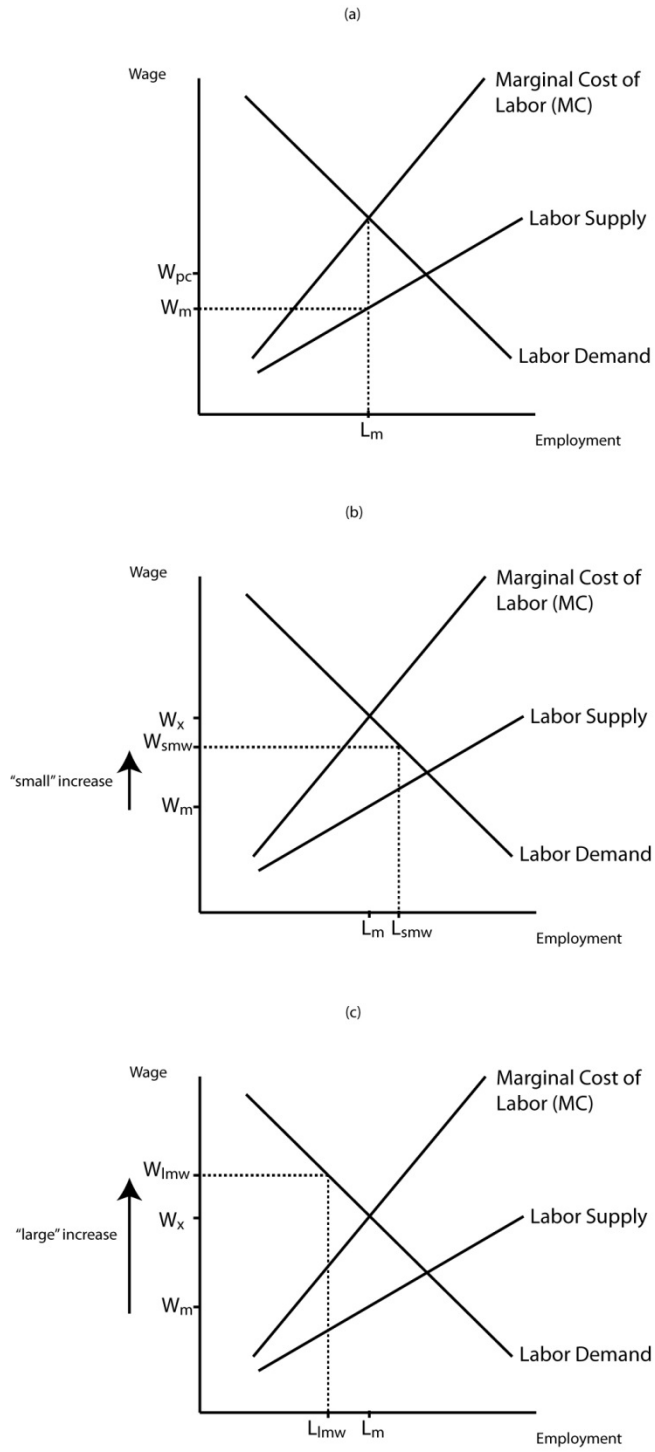 (a)
Wage
Marginal Cost of
Labor (MC)
Labor Supply
Wpc
Wm
Labor Demand
Lm
Employment
(b)
Wage
Marginal Cost of
Labor (MC)
Wx
Labor Supply
Wsmw
"small" increase
Wm
Labor Demand
Lm Lsmw
Employment
(c)
Wage
Marginal Cost of
Labor (MC)
Wlmw
Wx
Labor Supply
"large" increase
Wm
Labor Demand
Llmw Lm
Employment